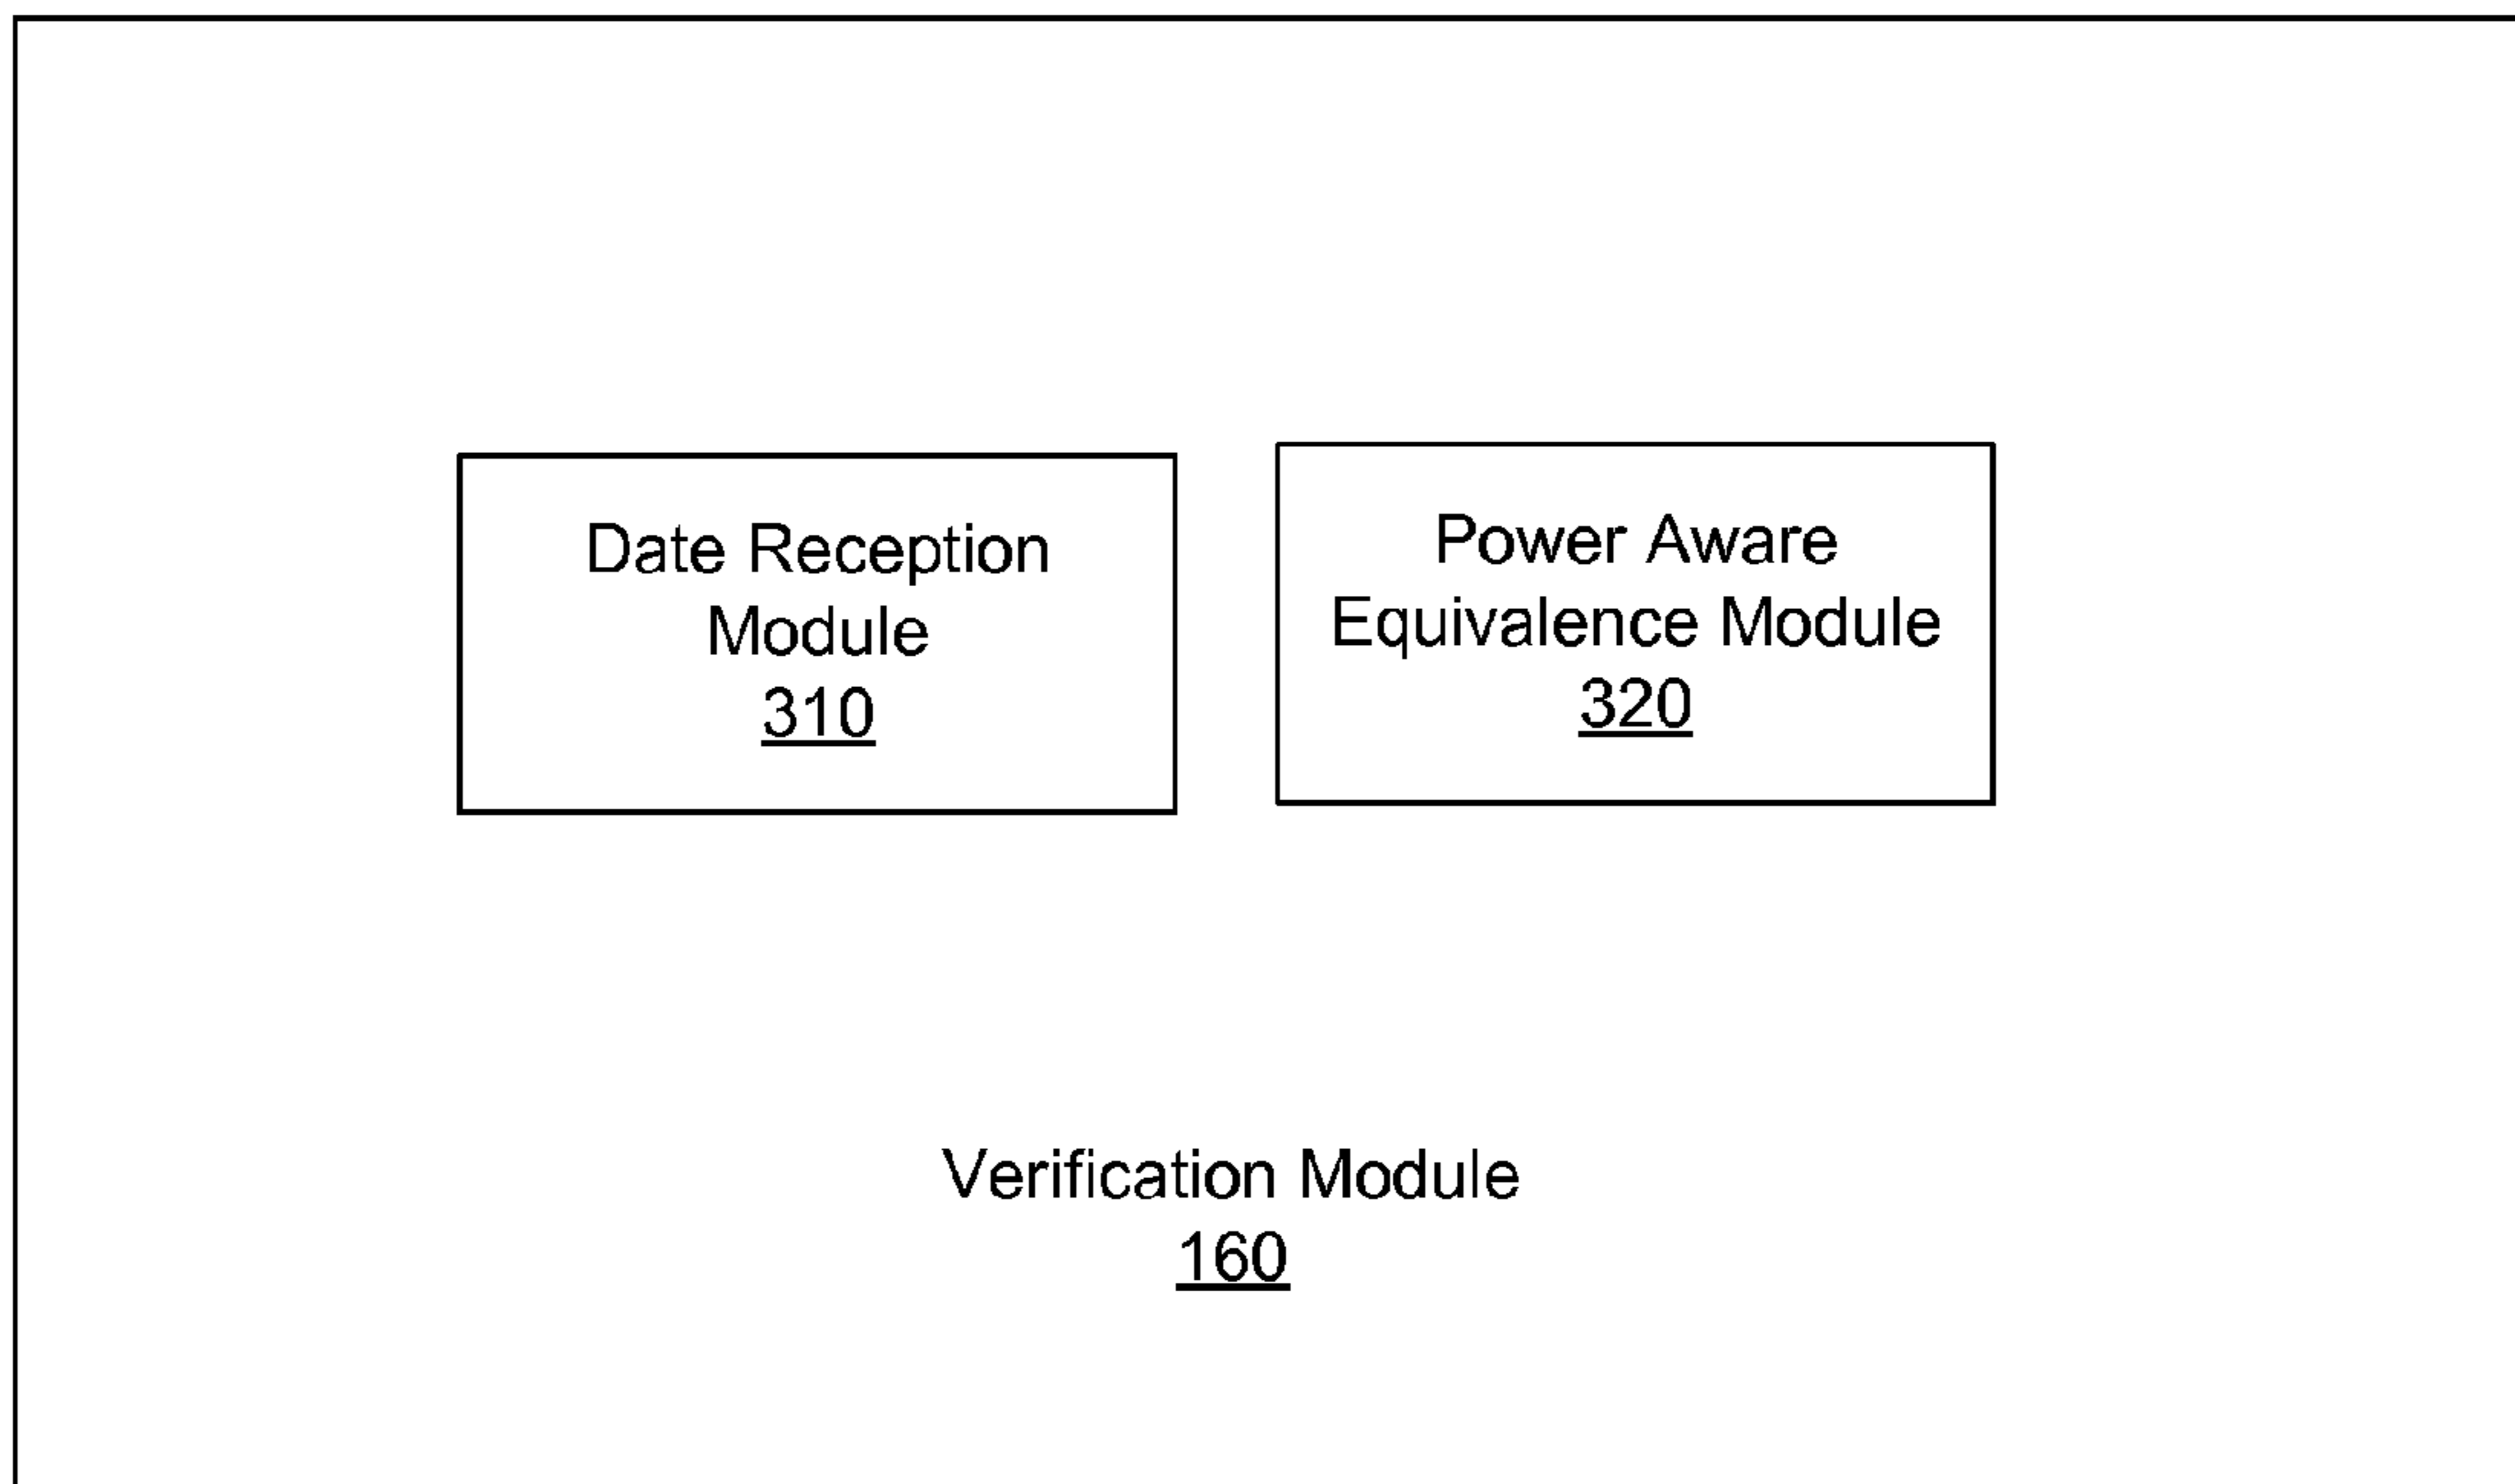 Date Reception
Module
310
Power Aware
Equivalence Module
320
Verification Module
160